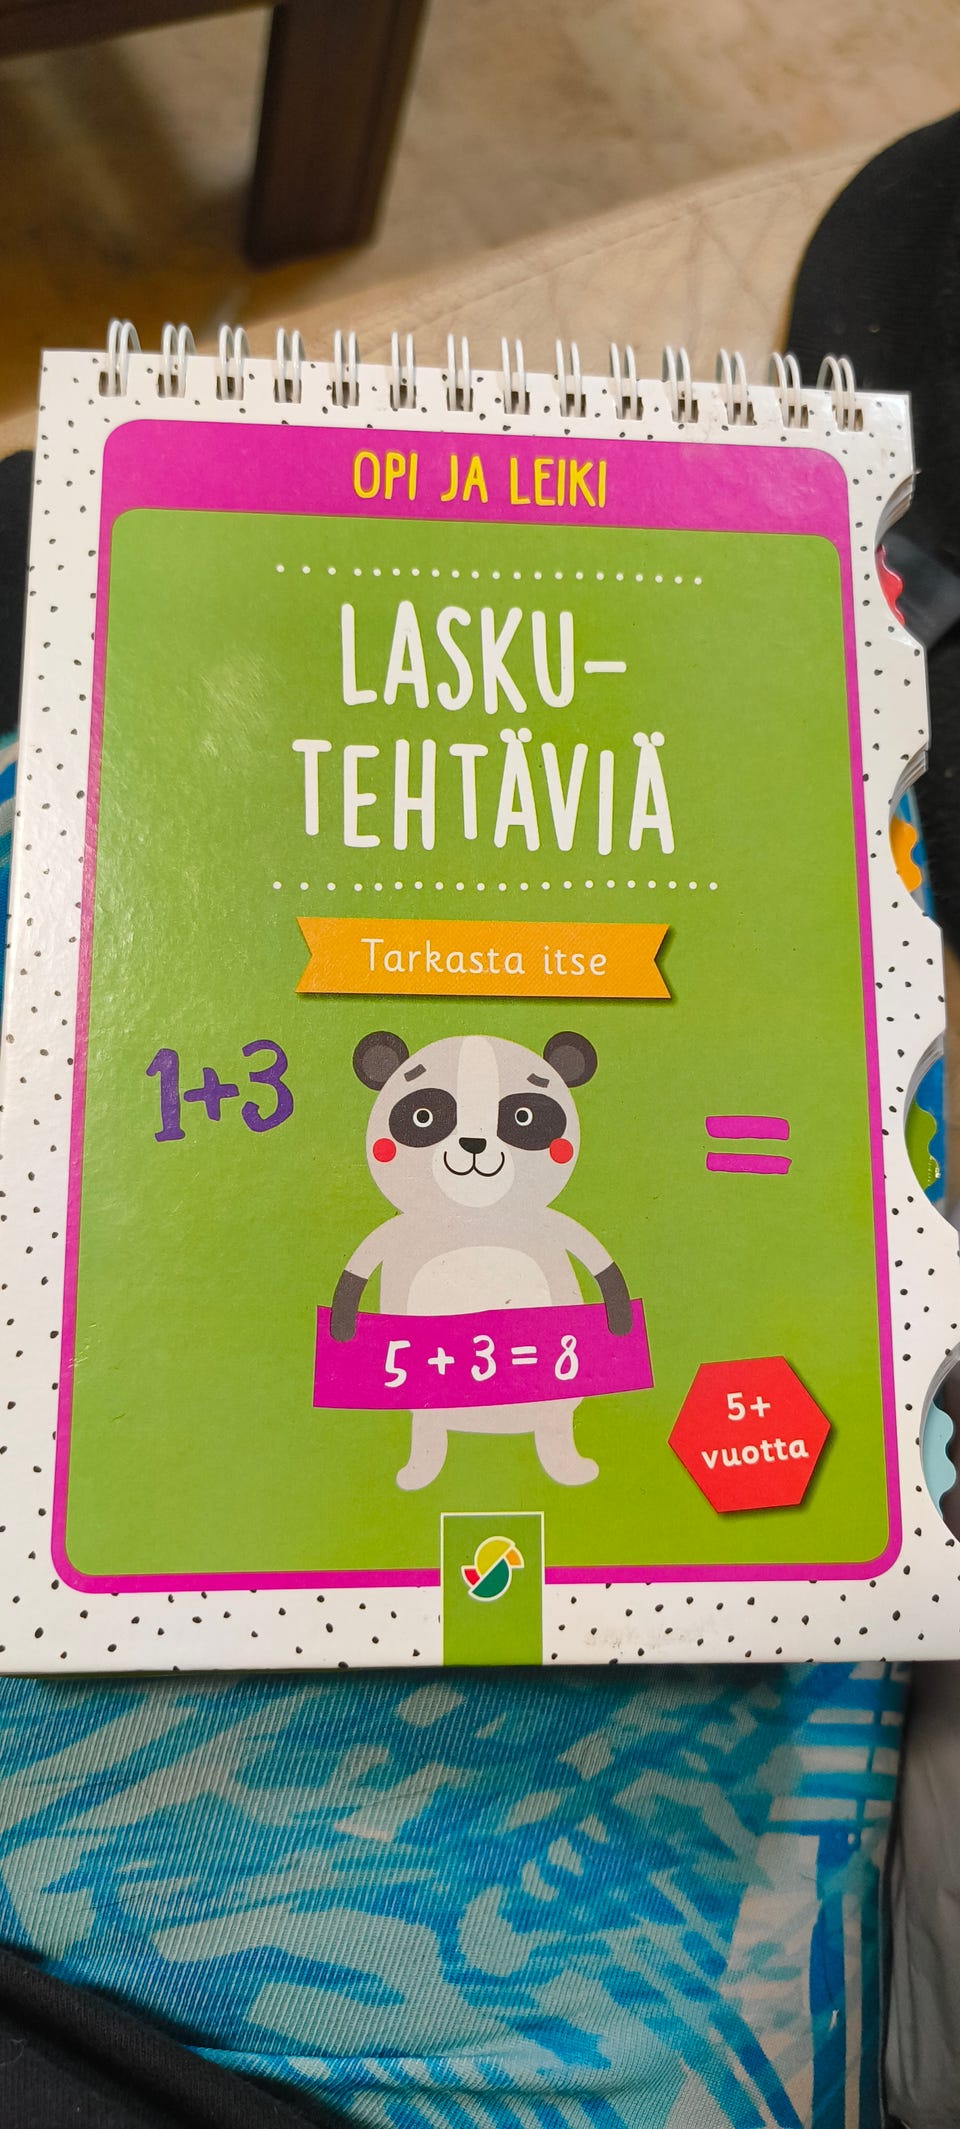 OPI JA LEIKI
LASKU-
TEHTÄVIÄ
Tarkasta itse
1+3
=
5+3=8
5+
vuotta